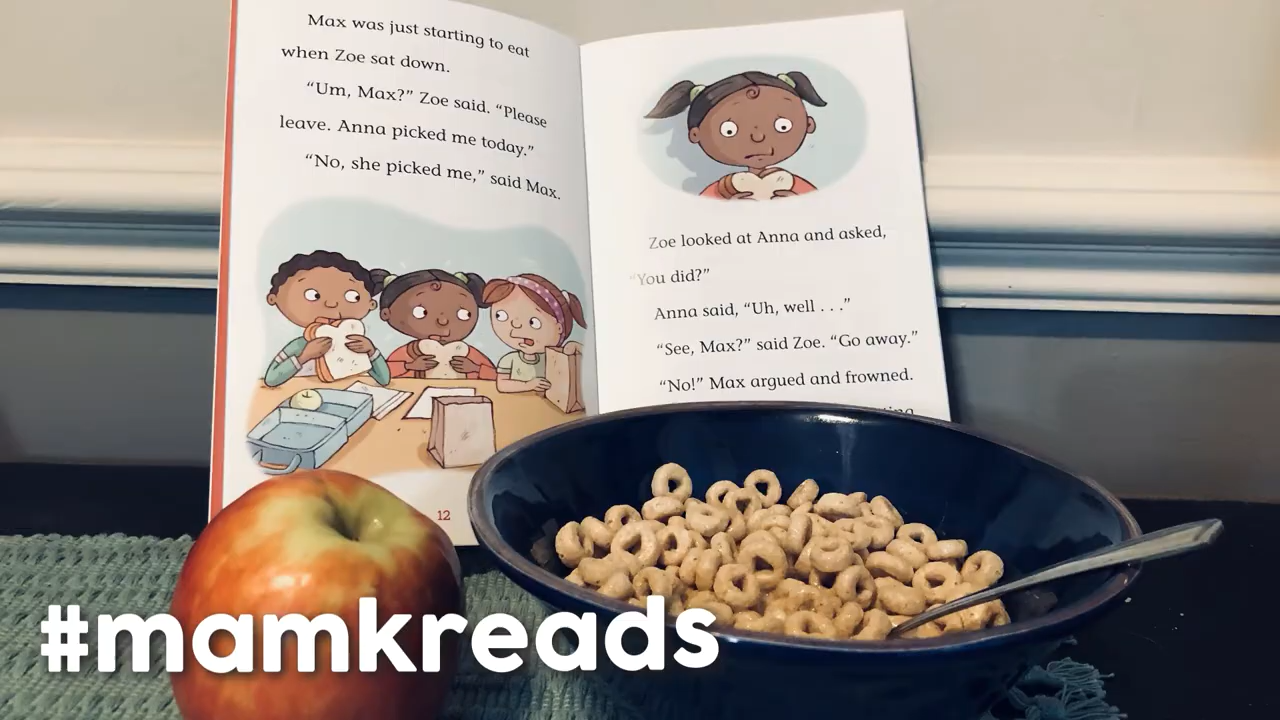 Max was just starting to eat
when Zoe sat down.
“Um, Max?” Zoe said. “Please
leave. Anna picked me today.”
“No, she picked me,” said Max.
12
Zoe looked at Anna and asked,
“You did?”
Anna said, “Uh, well . . .”
“See, Max?” said Zoe. “Go away.”
“No!” Max argued and frowned.
#mamkreads